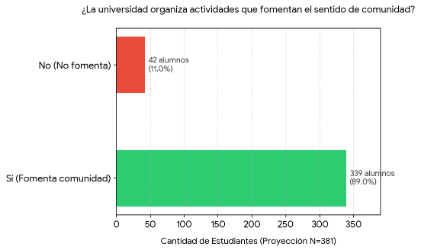 ¿La universidad organiza actividades que fomentan el sentido de comunidad?
No (No fomenta)
42 alumnos
(11.0%)
Sí (Fomenta comunidad)
339 alumnos
(89.0%)
0 50 100 150 200 250 300 350
Cantidad de Estudiantes (Proyección N=381)